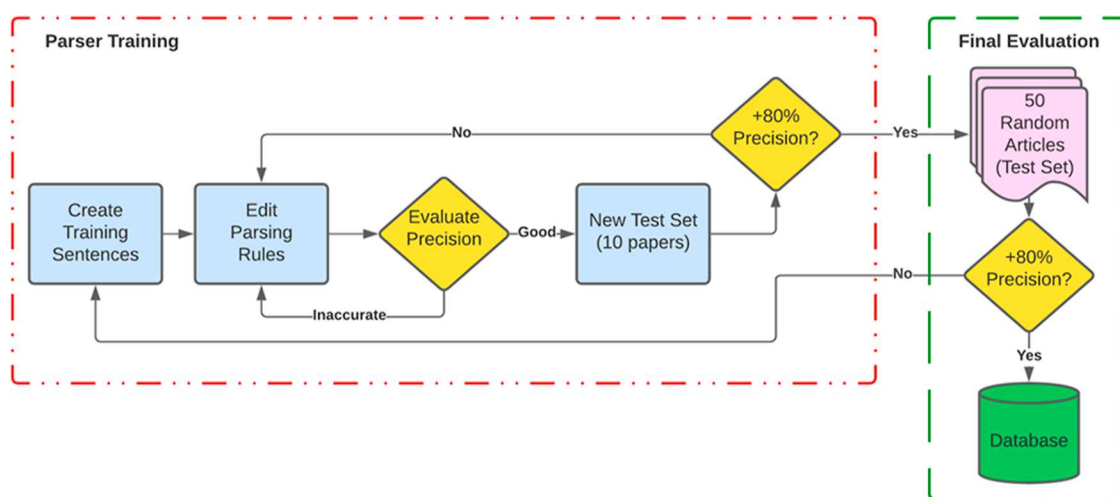 Parser Training
Final Evaluation
50
Random
Articles
(Test Set)
+80%
Precision?
No
Yes
Create
Training
Sentences
Edit
Parsing
Rules
Evaluate
Precision
Good
New Test Set
(10 papers)
+80%
Precision?
No
Inaccurate
Yes
Database